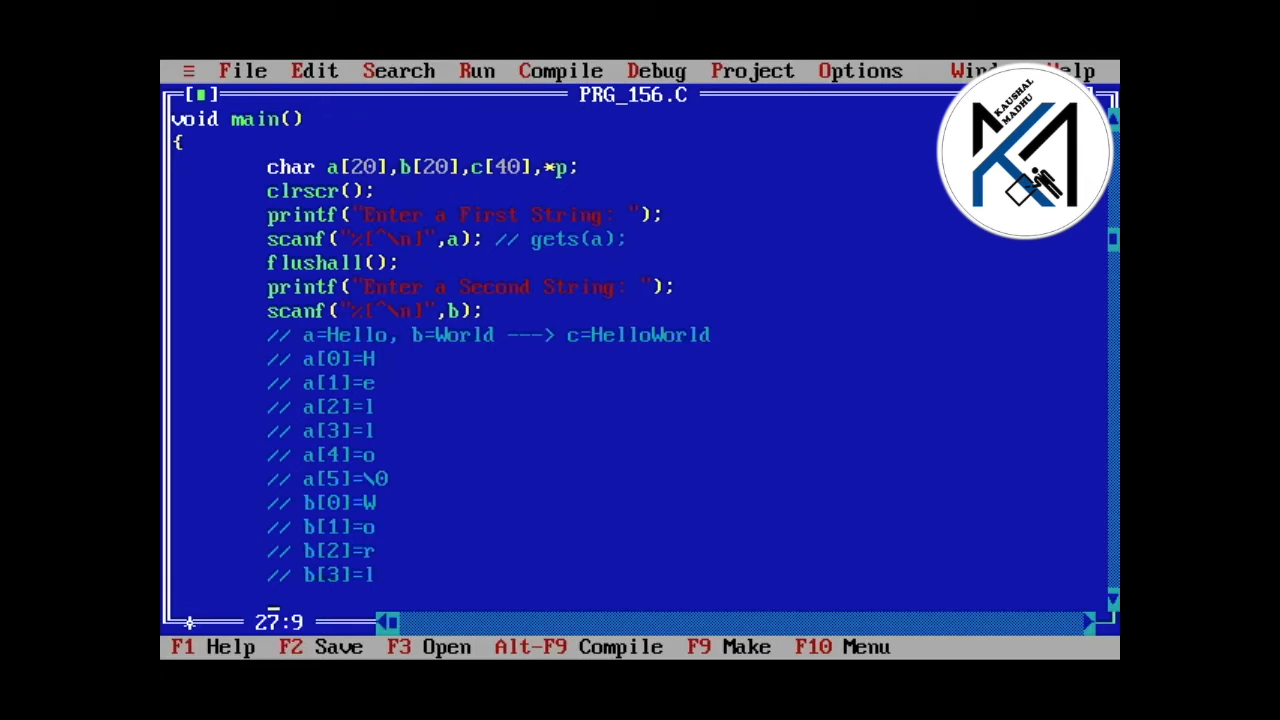 ≡ File Edit Search Run Compile Debug Project Options
[■] PRG_156.C
KAUSHAL
MADHU
void main()
{
char a[20],b[20],c[40],*p;
clrscr();
printf("Enter a First String: ");
scanf("%[^\n]",a); // gets(a);
flushall();
printf("Enter a Second String: ");
scanf("%[^\n]",b);
// a=Hello, b=World ---> c=HelloWorld
// a[0]=H
// a[1]=e
// a[2]=l
// a[3]=l
// a[4]=o
// a[5]=\0
// b[0]=W
// b[1]=o
// b[2]=r
// b[3]=l
27:9
F1 Help F2 Save F3 Open Alt-F9 Compile F9 Make F10 Menu